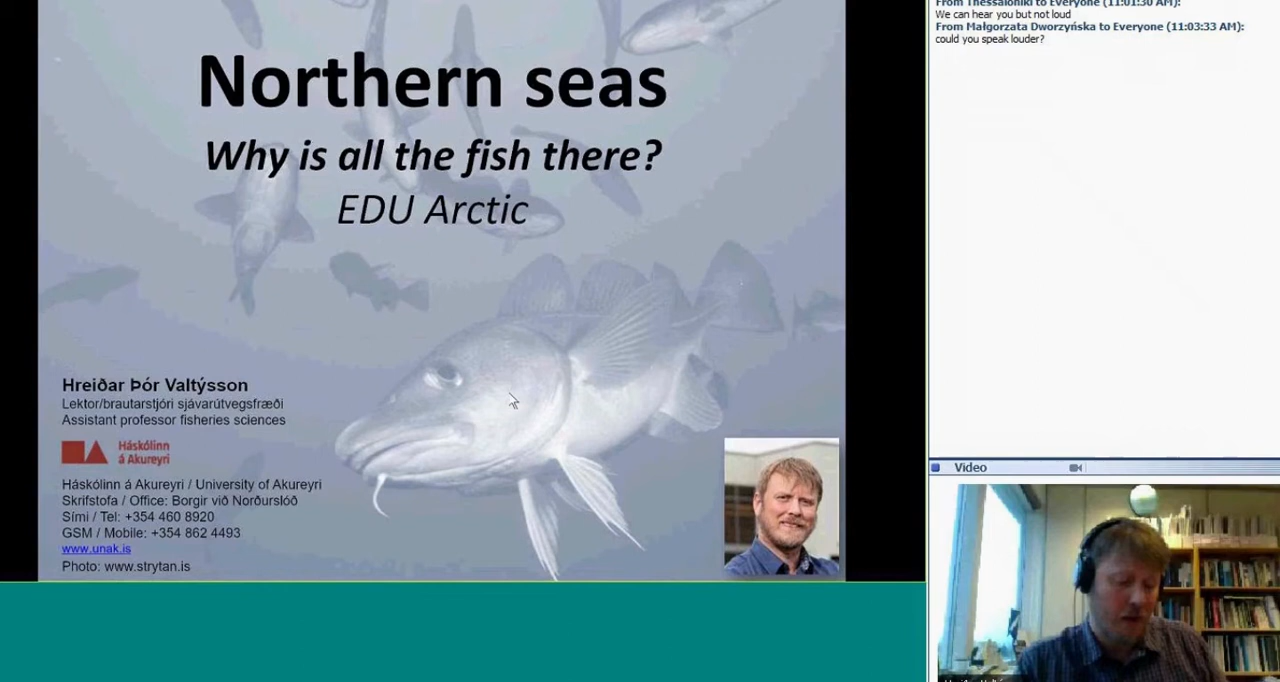 Northern seas
Why is all the fish there?
EDU Arctic
Hreiðar Þór Valtýsson
Lektor/brautarstjóri sjávarútvegsfræði
Assistant professor fisheries sciences
Háskólinn
á Akureyri
Háskólinn á Akureyri / University of Akureyri
Skrifstofa / Office: Borgir við Norðurslóð
Sími / Tel: +354 460 8920
GSM / Mobile: +354 862 4493
www.unak.is
Photo: www.strytan.is
From Thessaloniki to Everyone (11:01:30 AM):
We can hear you but not loud
From Małgorzata Dworzyńska to Everyone (11:03:33 AM):
could you speak louder?
Video